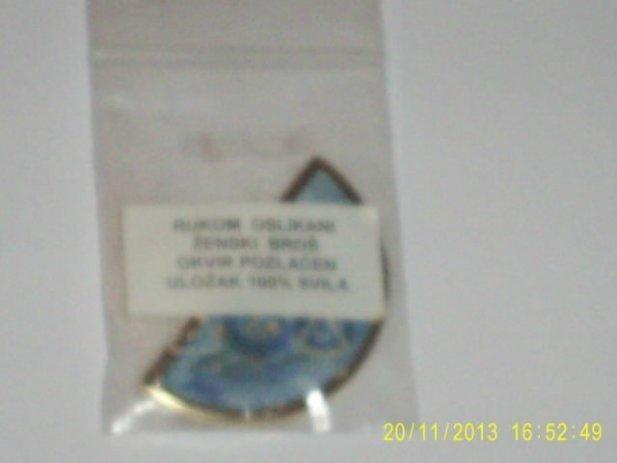 RUKOM OSLIKANI
ŽENSKI BROŠ
OKVIR POZLAĆEN
ULOŽAK 100% SVILA
20/11/2013 16:52:49